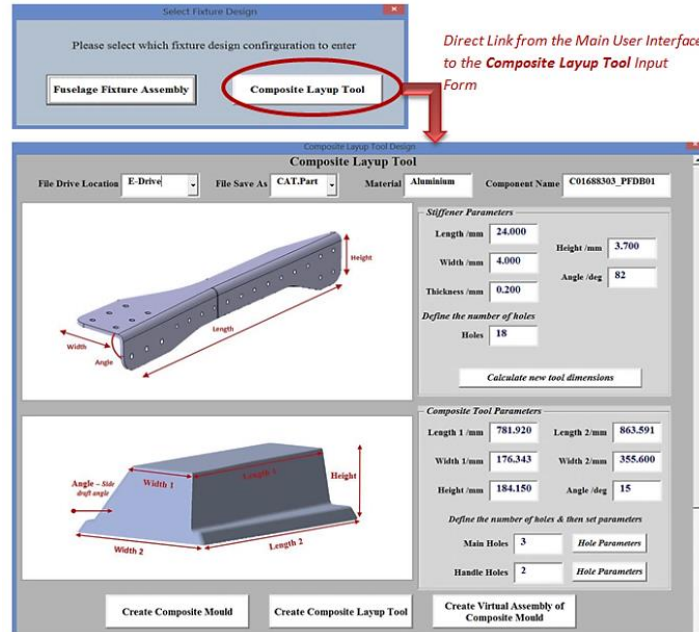 Select Fixture Design
Please select which fixture design confirguration to enter
Fuselage Fixture Assembly
Composite Layup Tool
Direct Link from the Main User Interface
to the Composite Layup Tool Input
Form
Composite Layup Tool Design
Composite Layup Tool
File Drive Location E-Drive File Save As CAT.Part Material Aluminium Component Name C01688303_PFDB01
Height
Length
Width
Angle
Stiffener Parameters
Length /mm 24.000
Height /mm 3.700
Width /mm 4.000
Angle /deg 82
Thickness /mm 0.200
Define the number of holes
Holes 18
Calculate new tool dimensions
Angle – Side
draft angle
Width 1
Length 1
Height
Width 2
Length 2
Composite Tool Parameters
Length 1 /mm 781.920 Length 2/mm 863.591
Width 1/mm 176.343 Width 2/mm 355.600
Height /mm 184.150 Angle /deg 15
Define the number of holes & then set parameters
Main Holes 3 Hole Parameters
Handle Holes 2 Hole Parameters
Create Composite Mould
Create Composite Layup Tool
Create Virtual Assembly of
Composite Mould